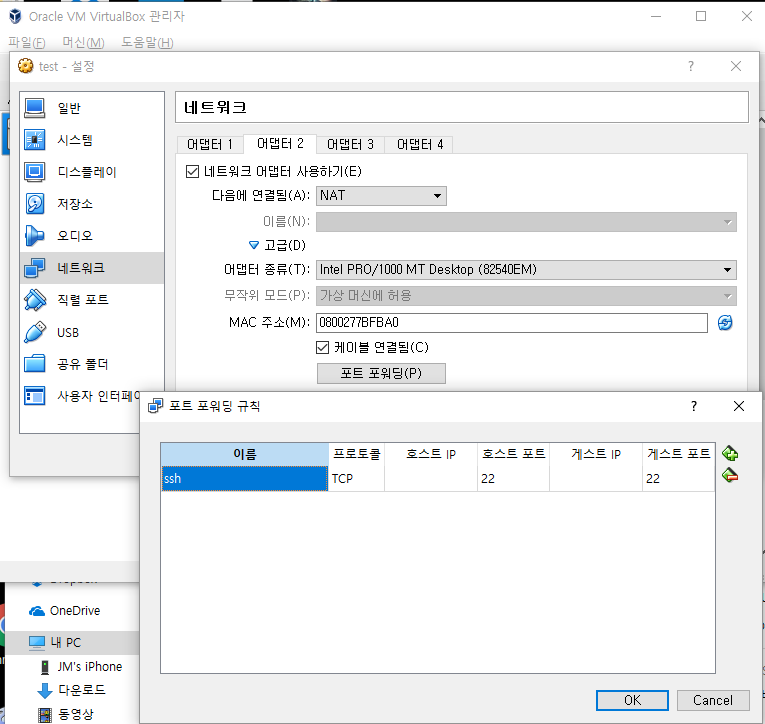 Oracle VM VirtualBox 관리자
파일(F) 머신(M) 도움말(H)
test - 설정
일반
시스템
디스플레이
저장소
오디오
네트워크
직렬 포트
USB
공유 폴더
사용자 인터페
네트워크
어댑터 1 어댑터 2 어댑터 3 어댑터 4
네트워크 어댑터 사용하기(E)
다음에 연결됨(A): NAT
이름(N):
고급(D)
어댑터 종류(T): Intel PRO/1000 MT Desktop (82540EM)
무작위 모드(P): 가상 머신에 허용
MAC 주소(M): 0800277BFBA0
케이블 연결됨(C)
포트 포워딩(P)
포트 포워딩 규칙
이름 프로토콜 호스트 IP 호스트 포트 게스트 IP 게스트 포트
ssh TCP 22 22
OK Cancel
OneDrive
내 PC
JM's iPhone
다운로드
동영상